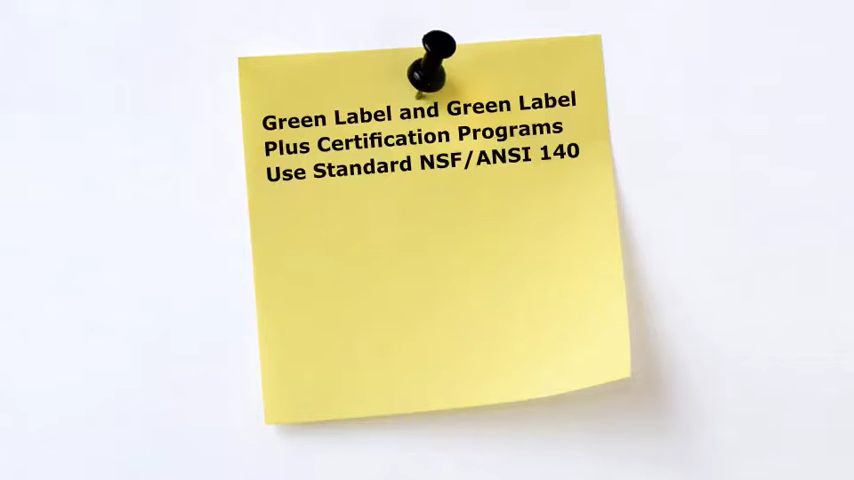 Green Label and Green Label
Plus Certification Programs
Use Standard NSF/ANSI 140